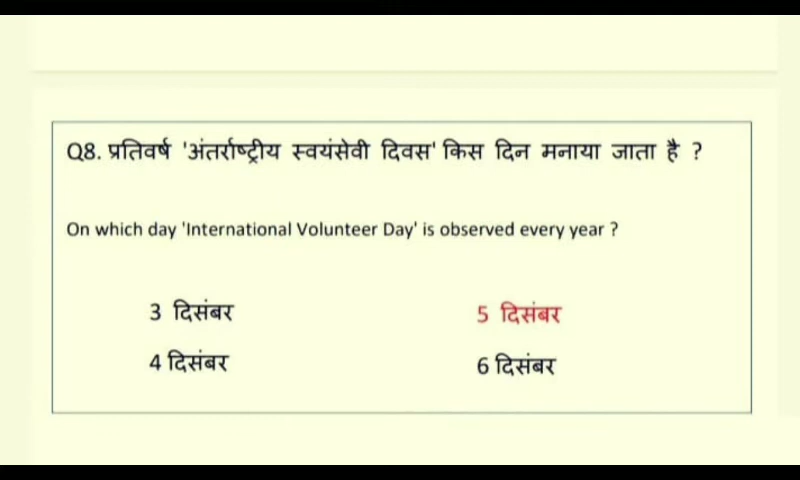 Q8. प्रतिवर्ष 'अंतर्राष्ट्रीय स्वयंसेवी दिवस' किस दिन मनाया जाता है ?
On which day 'International Volunteer Day' is observed every year ?
3 दिसंबर 5 दिसंबर
4 दिसंबर 6 दिसंबर